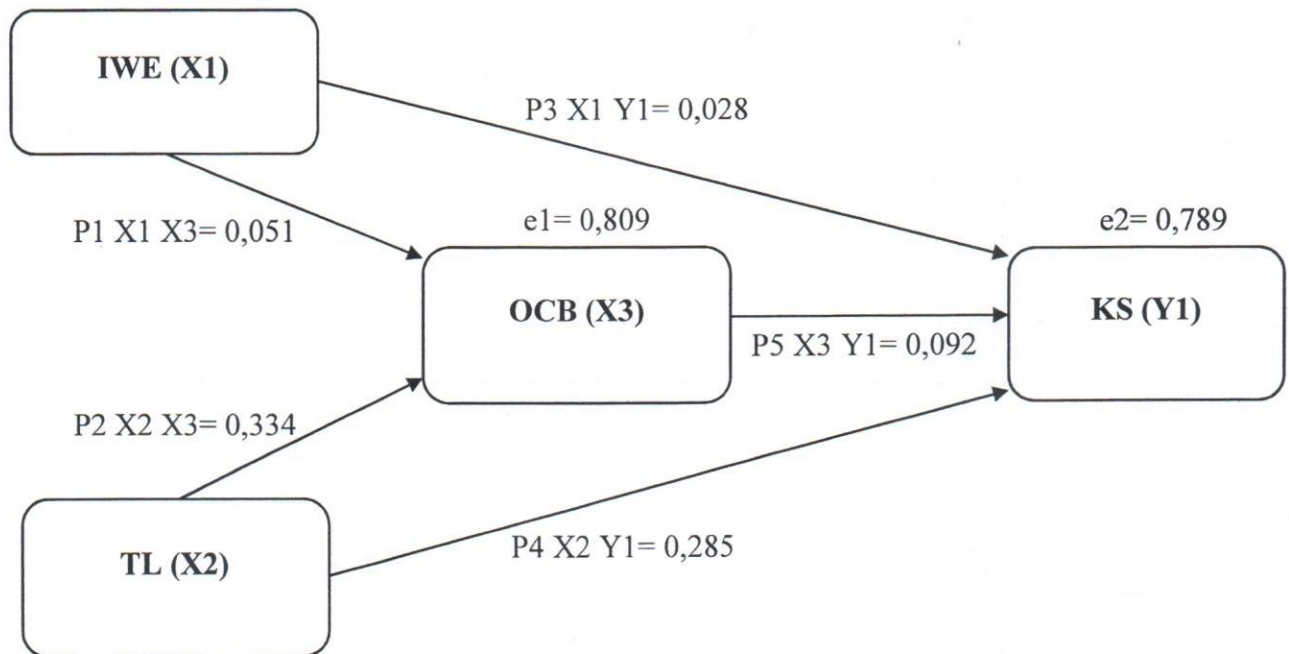 IWE (X1)
P3 X1 Y1= 0,028
P1 X1 X3= 0,051
e1= 0,809
e2= 0,789
OCB (X3)
KS (Y1)
P5 X3 Y1= 0,092
P2 X2 X3= 0,334
P4 X2 Y1= 0,285
TL (X2)